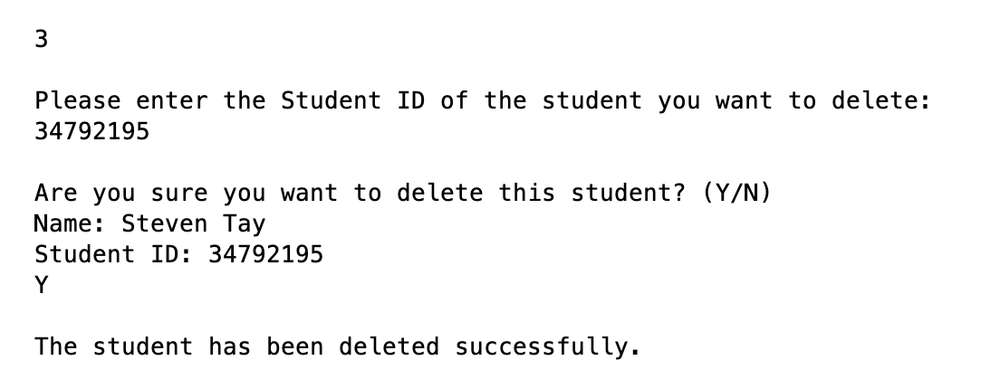 3
Please enter the Student ID of the student you want to delete:
34792195
Are you sure you want to delete this student? (Y/N)
Name: Steven Tay
Student ID: 34792195
Y
The student has been deleted successfully.